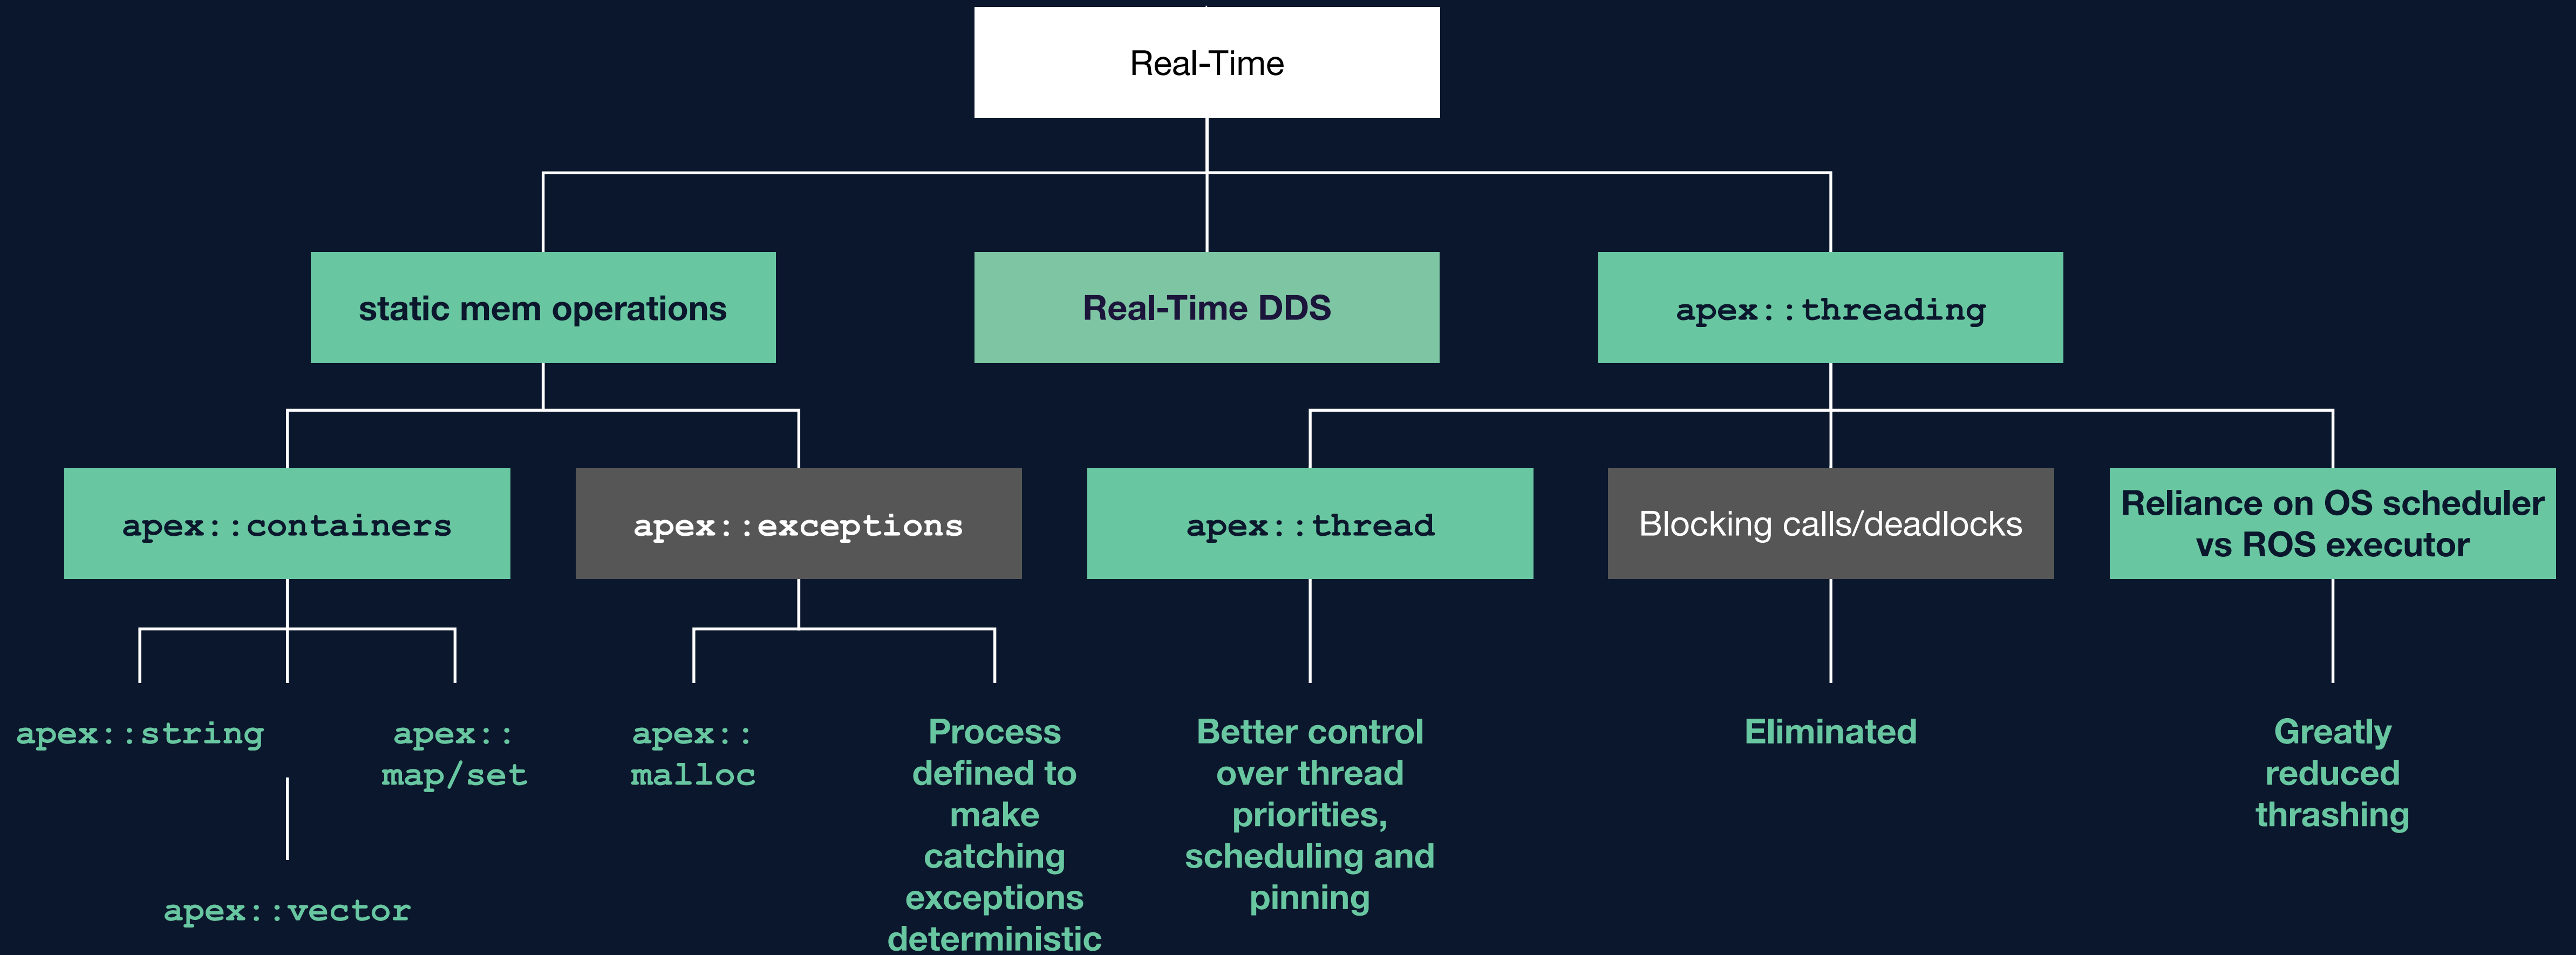 Real-Time
static mem operations
Real-Time DDS
apex::threading
apex::containers
apex::exceptions
apex::thread
Blocking calls/deadlocks
Reliance on OS scheduler
vs ROS executor
apex::string
apex::
map/set
apex::vector
apex::
malloc
Process
defined to
make
catching
exceptions
deterministic
Better control
over thread
priorities,
scheduling and
pinning
Eliminated
Greatly
reduced
thrashing